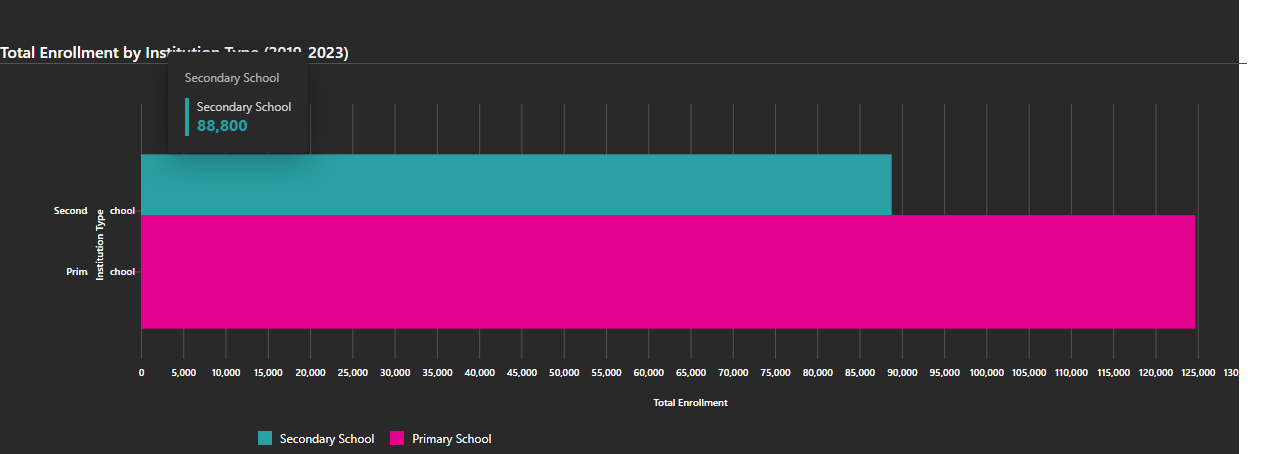 Total Enrollment by Institution Type (2019-2023)
Secondary School
Secondary School
88,800
Second chool
Institution Type
Prim chool
0 5,000 10,000 15,000 20,000 25,000 30,000 35,000 40,000 45,000 50,000 55,000 60,000 65,000 70,000 75,000 80,000 85,000 90,000 95,000 100,000 105,000 110,000 115,000 120,000 125,000 130,
Total Enrollment
Secondary School Primary School